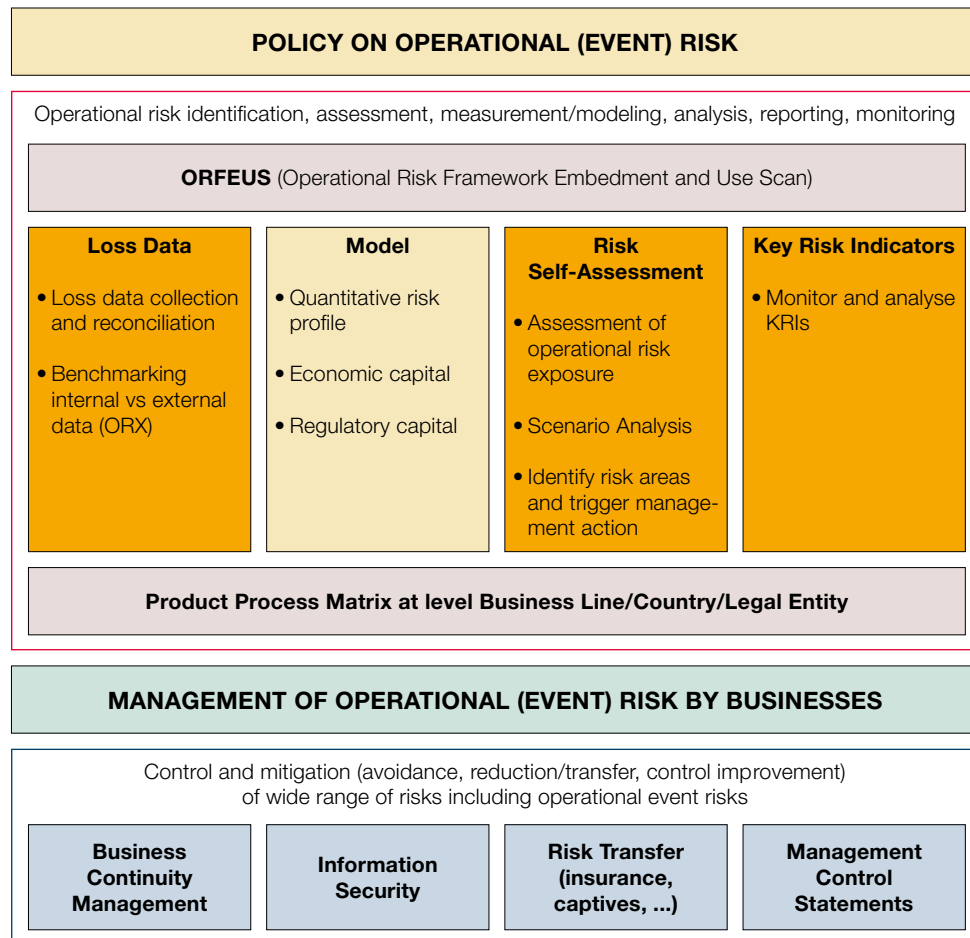 POLICY ON OPERATIONAL (EVENT) RISK
Operational risk identification, assessment, measurement/modeling, analysis, reporting, monitoring
ORFEUS (Operational Risk Framework Embedment and Use Scan)
Loss Data
• Loss data collection
and reconciliation
• Benchmarking
internal vs external
data (ORX)
Model
• Quantitative risk
profile
• Economic capital
• Regulatory capital
Risk
Self-Assessment
• Assessment of
operational risk
exposure
• Scenario Analysis
• Identify risk areas
and trigger manage-
ment action
Key Risk Indicators
• Monitor and analyse
KRIs
Product Process Matrix at level Business Line/Country/Legal Entity
MANAGEMENT OF OPERATIONAL (EVENT) RISK BY BUSINESSES
Control and mitigation (avoidance, reduction/transfer, control improvement)
of wide range of risks including operational event risks
Business
Continuity
Management
Information
Security
Risk Transfer
(insurance,
captives, ...)
Management
Control
Statements